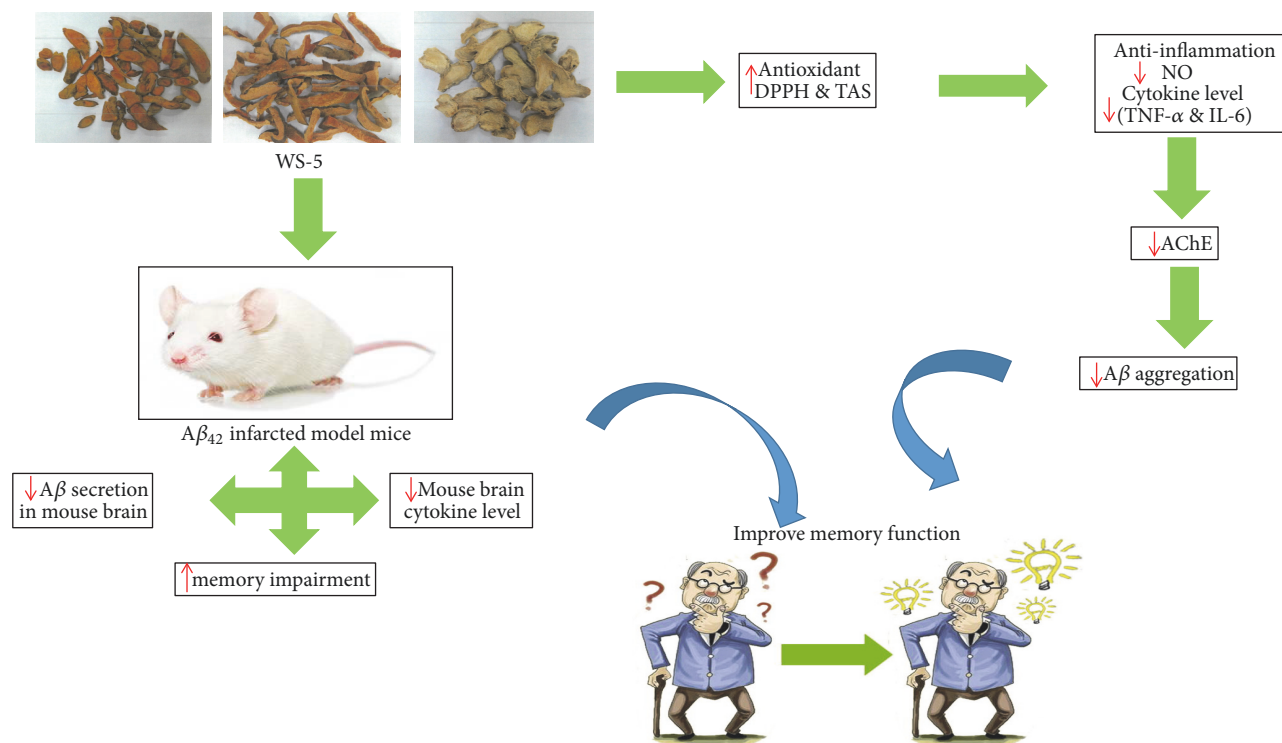 WS-5
↑Antioxidant
DPPH & TAS
Anti-inflammation
↓ NO
Cytokine level
↓(TNF-α & IL-6)
↓AChE
↓Aβ aggregation
Aβ₄₂ infarcted model mice
↓Aβ secretion
in mouse brain
↓Mouse brain
cytokine level
↑memory impairment
Improve memory function
? ? ?